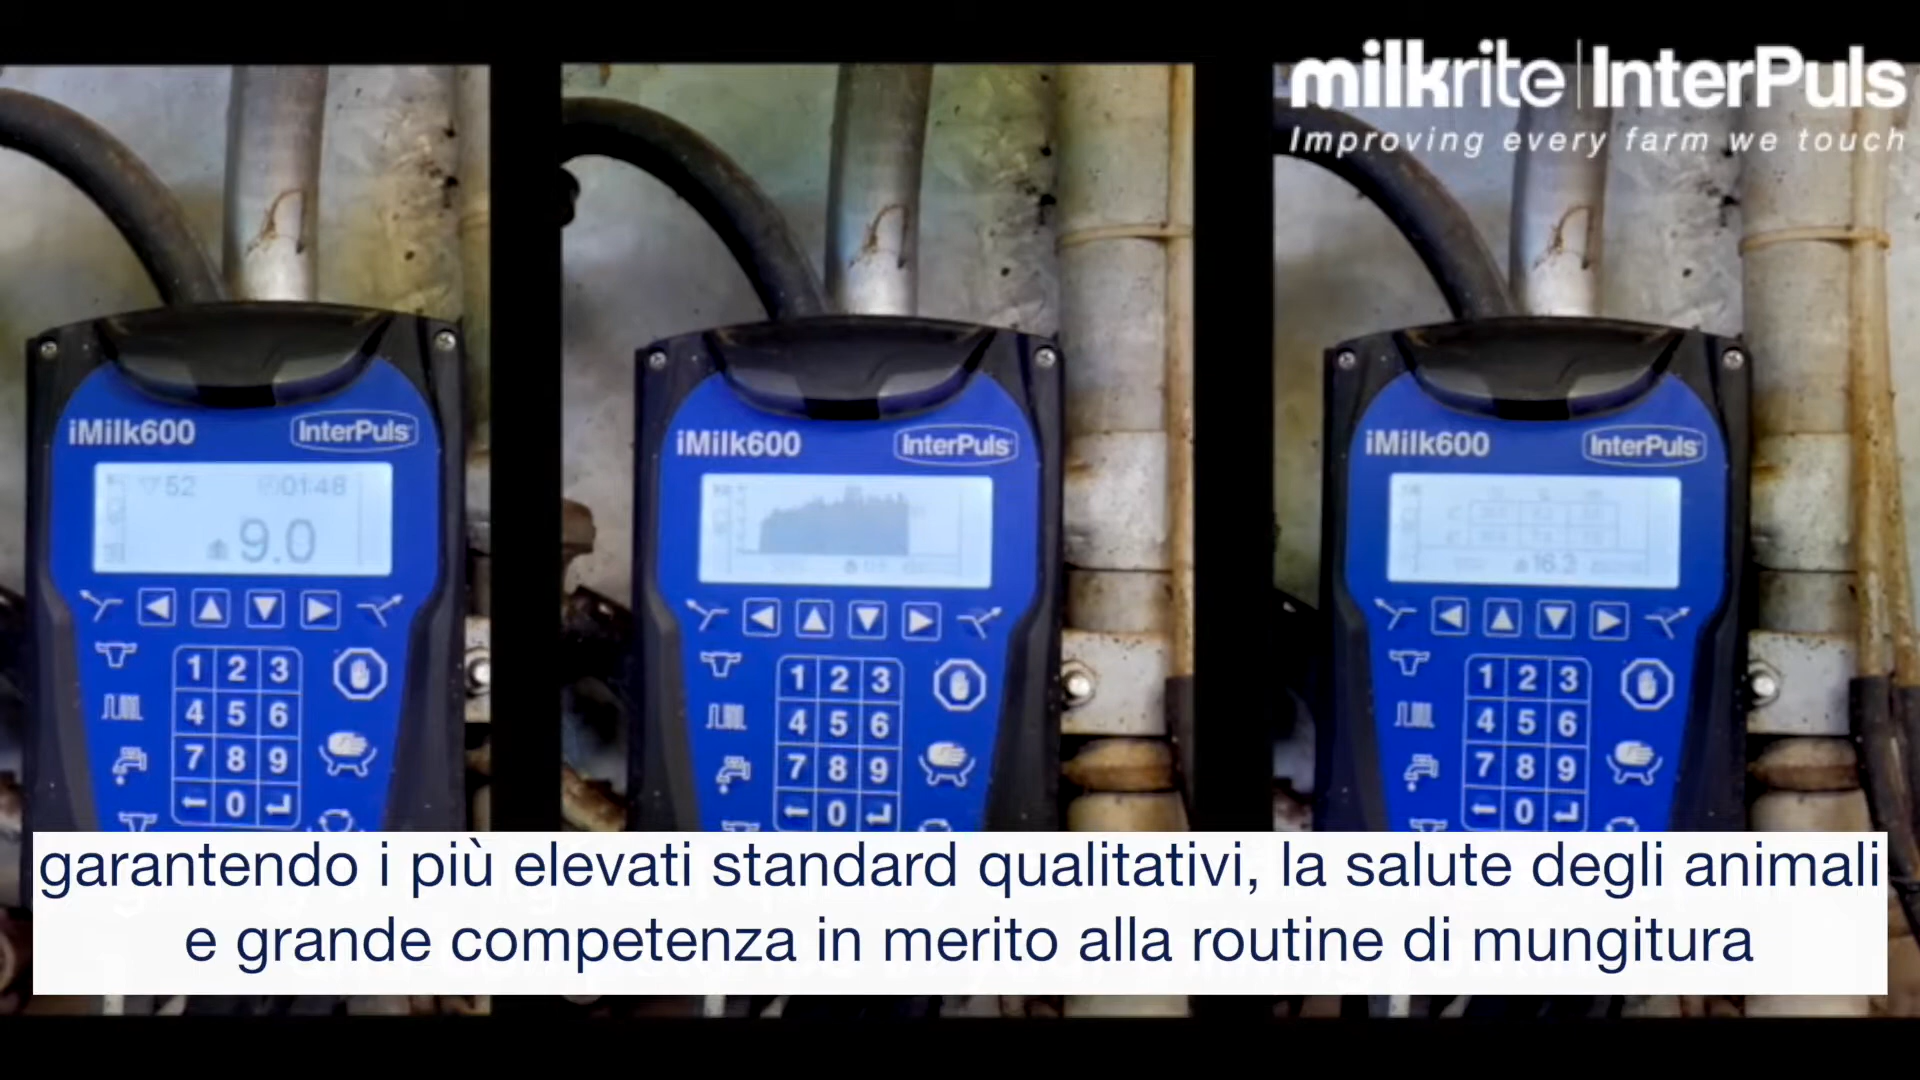 milkrite | InterPuls
Improving every farm we touch
iMilk600 InterPuls
52 01:48
9.0
1 2 3
4 5 6
7 8 9
0
iMilk600 InterPuls
1 2 3
4 5 6
7 8 9
0
iMilk600 InterPuls
16.2
1 2 3
4 5 6
7 8 9
0
garantendo i più elevati standard qualitativi, la salute degli animali
e grande competenza in merito alla routine di mungitura